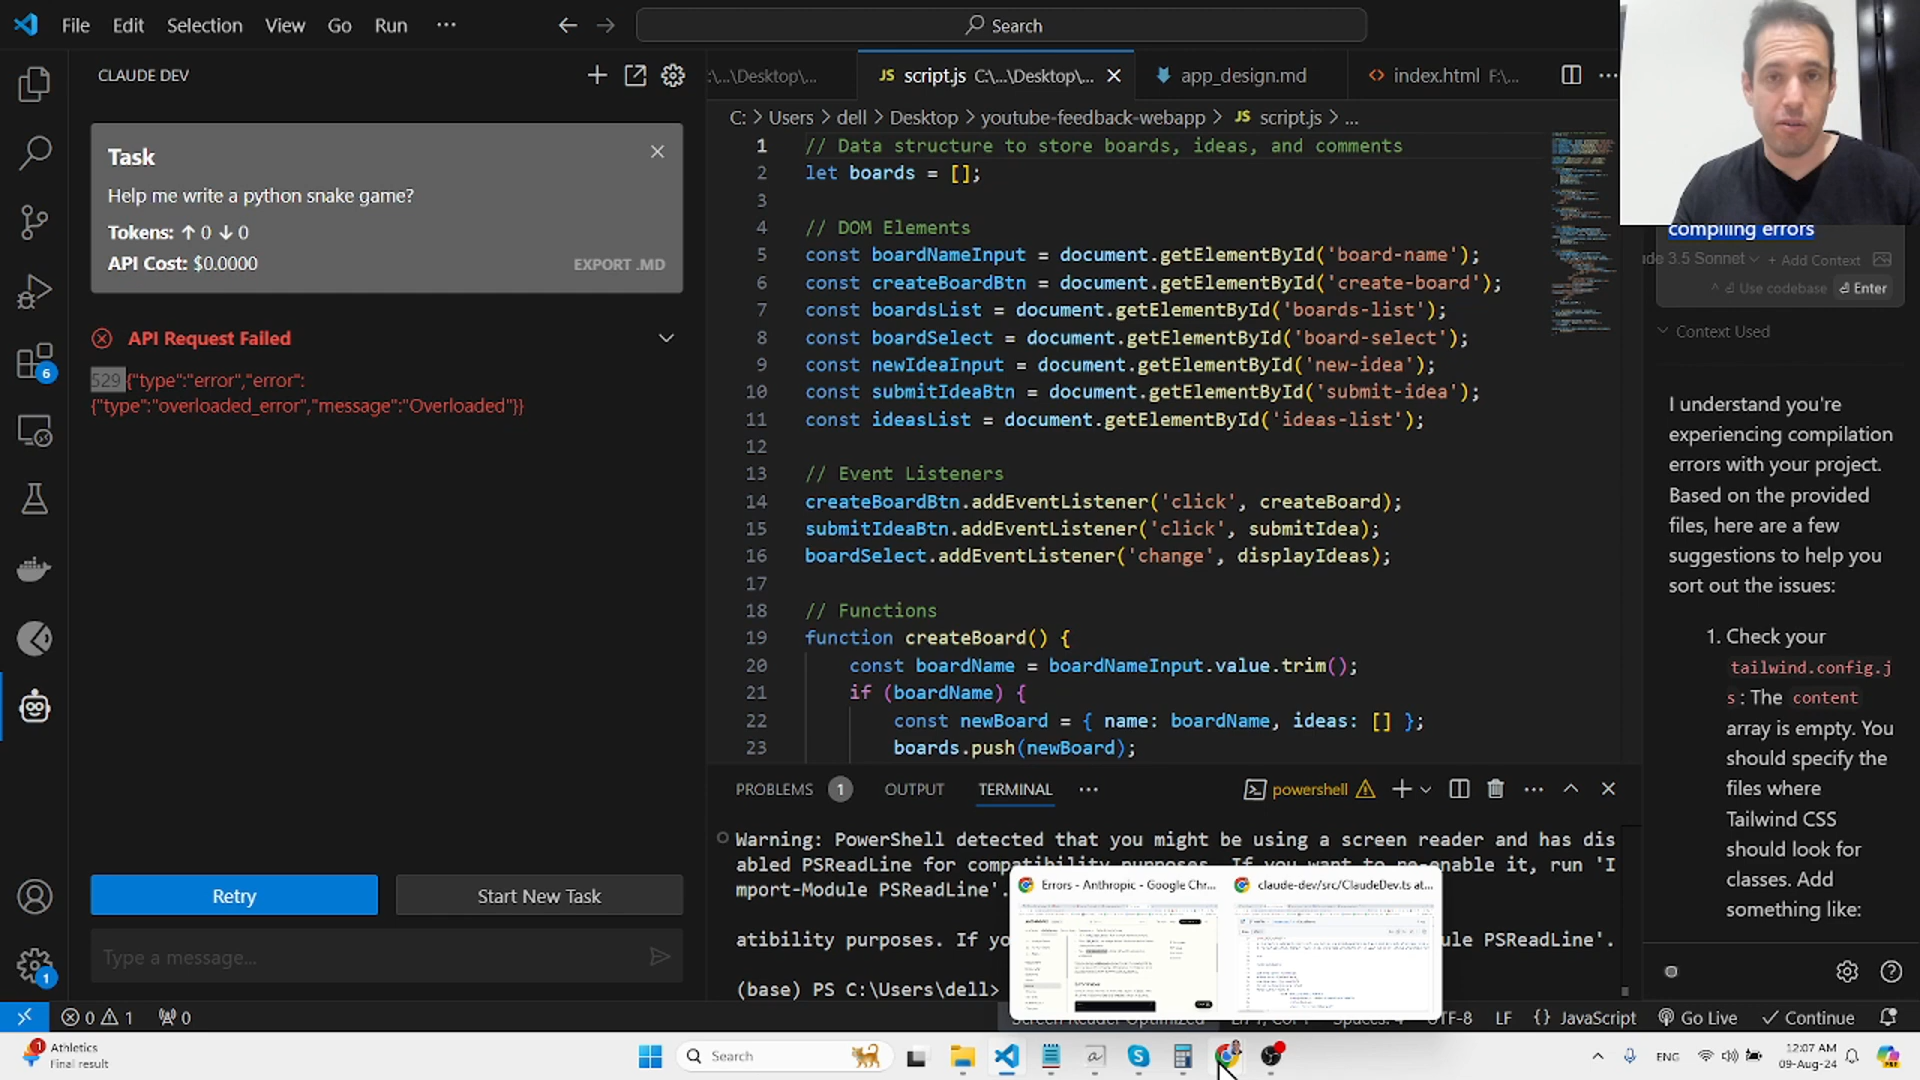 File Edit Selection View Go Run ···
Search
CLAUDE DEV
:\...\Desktop\...
JS script.js C:\...\Desktop\...
app_design.md
<> index.html F:\...
C: > Users > dell > Desktop > youtube-feedback-webapp > JS script.js > ...
Task
Help me write a python snake game?
Tokens: ↑ 0 ↓ 0
API Cost: $0.0000
EXPORT .MD
API Request Failed
529 {"type":"error","error":
{"type":"overloaded_error","message":"Overloaded"}}
Retry
Start New Task
Type a message...
1 // Data structure to store boards, ideas, and comments
2 let boards = [];
3
4 // DOM Elements
5 const boardNameInput = document.getElementById('board-name');
6 const createBoardBtn = document.getElementById('create-board');
7 const boardsList = document.getElementById('boards-list');
8 const boardSelect = document.getElementById('board-select');
9 const newIdeaInput = document.getElementById('new-idea');
10 const submitIdeaBtn = document.getElementById('submit-idea');
11 const ideasList = document.getElementById('ideas-list');
12
13 // Event Listeners
14 createBoardBtn.addEventListener('click', createBoard);
15 submitIdeaBtn.addEventListener('click', submitIdea);
16 boardSelect.addEventListener('change', displayIdeas);
17
18 // Functions
19 function createBoard() {
20 const boardName = boardNameInput.value.trim();
21 if (boardName) {
22 const newBoard = { name: boardName, ideas: [] };
23 boards.push(newBoard);
PROBLEMS 1 OUTPUT TERMINAL ···
powershell
Warning: PowerShell detected that you might be using a screen reader and has dis
abled PSReadLine for compatibility purposes. If you want to re-enable it, run 'I
mport-Module PSReadLine'.
atibility purposes. If yo
ule PSReadLine'.
(base) PS C:\Users\dell>
Errors - Anthropic - Google Chr...
claude-dev/src/ClaudeDev.ts at...
compiling errors
de 3.5 Sonnet
+ Add Context
Use codebase
Enter
Context Used
I understand you're
experiencing compilation
errors with your project.
Based on the provided
files, here are a few
suggestions to help you
sort out the issues:
1. Check your
tailwind.config.j
s : The content
array is empty. You
should specify the
files where
Tailwind CSS
should look for
classes. Add
something like:
6
1
0 1 0
UTF-8 LF {} JavaScript Go Live Continue
1
Athletics
Final result
Search
ENG
12:07 AM
09-Aug-24